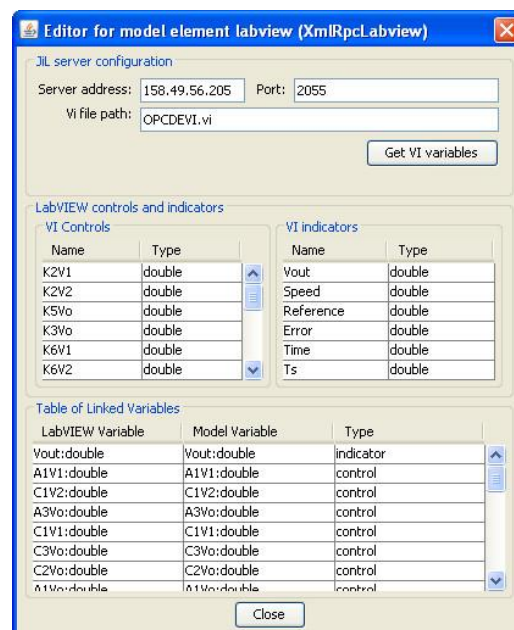 Editor for model element labview (XmlRpcLabview)
JiL server configuration
Server address: 158.49.56.205 Port: 2055
Vi file path: OPCDEVI.vi
Get VI variables
LabVIEW controls and indicators
VI Controls
Name Type
K2V1 double
K2V2 double
K5Vo double
K3Vo double
K6V1 double
K6V2 double
VI indicators
Name Type
Vout double
Speed double
Reference double
Error double
Time double
Ts double
Table of Linked Variables
LabVIEW Variable Model Variable Type
Vout:double Vout:double indicator
A1V1:double A1V1:double control
C1V2:double C1V2:double control
A3Vo:double A3Vo:double control
C1V1:double C1V1:double control
C3Vo:double C3Vo:double control
C2Vo:double C2Vo:double control
A1Vo:double A1Vo:double control
Close